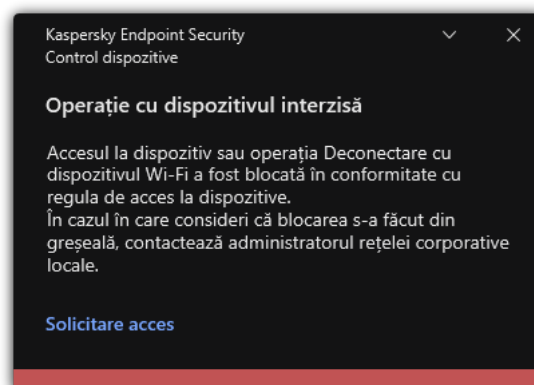 Kaspersky Endpoint Security
Control dispozitive
Operație cu dispozitivul interzisă
Accesul la dispozitiv sau operația Deconectare cu
dispozitivul Wi-Fi a fost blocată în conformitate cu
regula de acces la dispozitive.
În cazul în care consideri că blocarea s-a făcut din
greșeală, contactează administratorul rețelei corporative
locale.
Solicitare acces